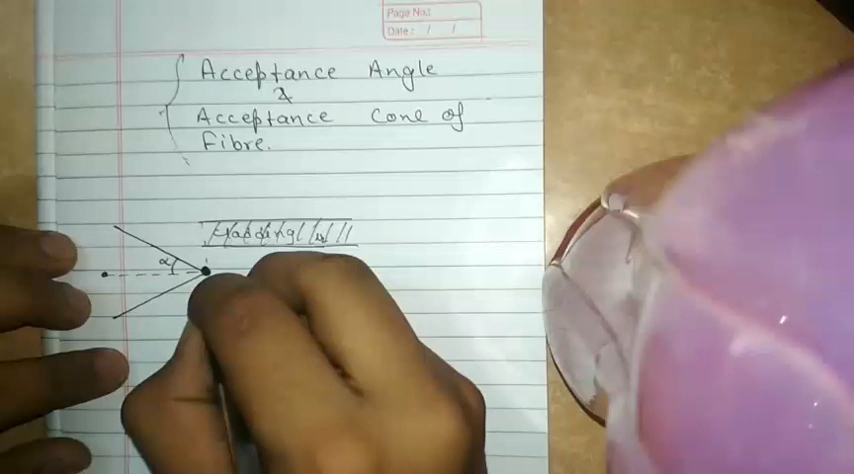 Page No.:
Date: / /
Acceptance Angle
&
Acceptance Cone of
Fibre.
α